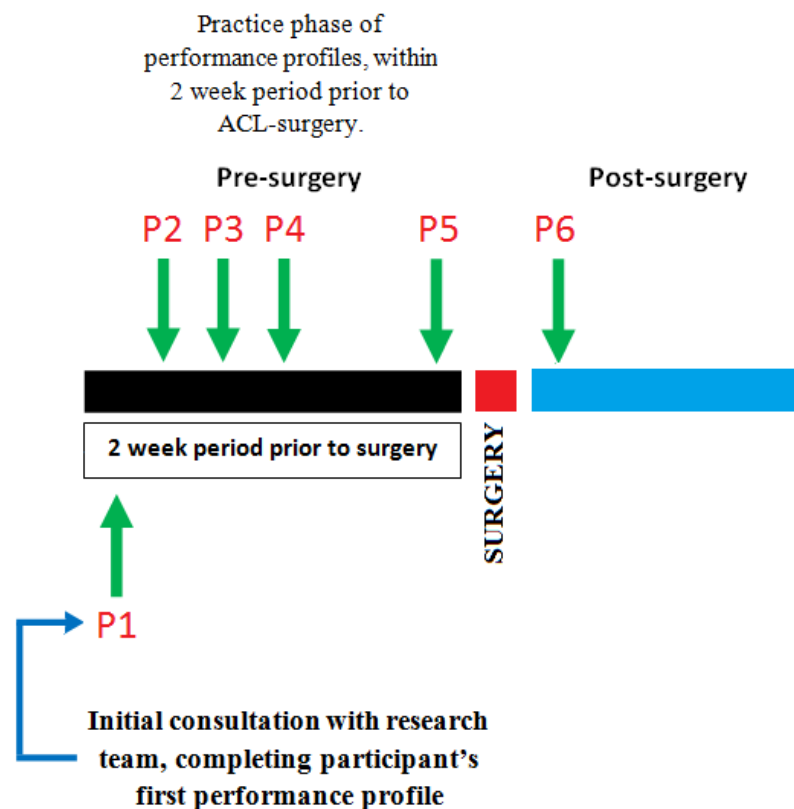 Practice phase of
performance profiles, within
2 week period prior to
ACL-surgery.
Pre-surgery
Post-surgery
P2 P3 P4 P5 P6
2 week period prior to surgery
SURGERY
P1
Initial consultation with research
team, completing participant's
first performance profile